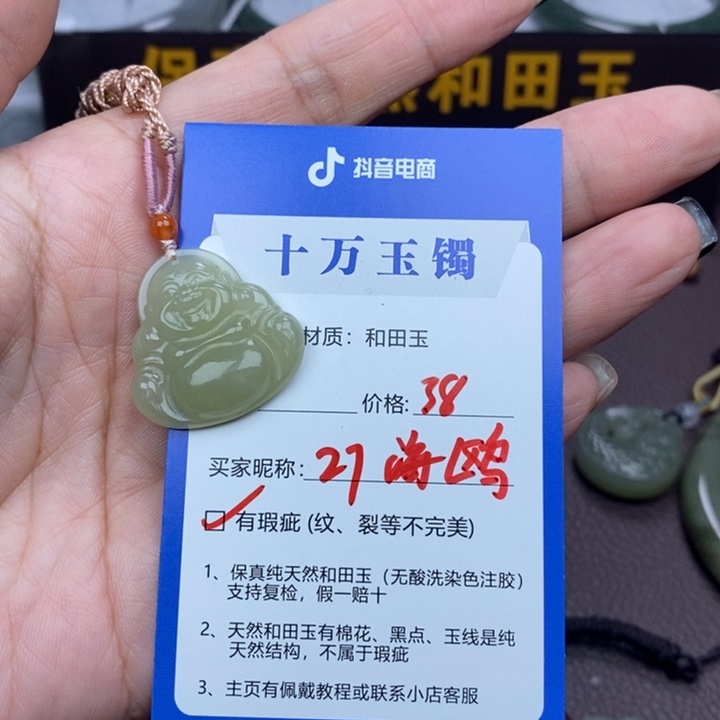 保真 然和田玉
抖音电商
十万玉镯
材质：和田玉
价格: 38
买家昵称: 27海鸥
有瑕疵 (纹、裂等不完美)
1、保真纯天然和田玉（无酸洗染色注胶）
支持复检，假一赔十
2、天然和田玉有棉花、黑点、玉线是纯
天然结构，不属于瑕疵
3、主页有佩戴教程或联系小店客服